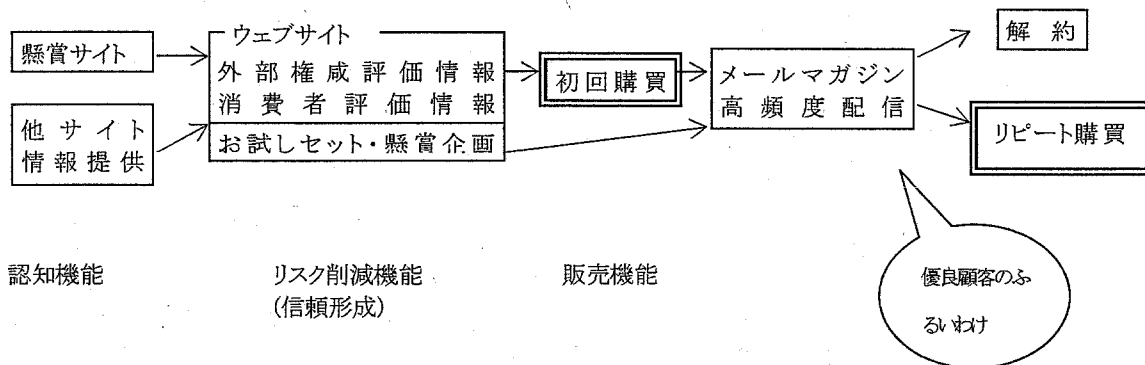 懸賞サイト
他サイト
情報提供
ウェブサイト
外部権威評価情報
消費者評価情報
お試しセット・懸賞企画
初回購買
メールマガジン
高頻度配信
解約
リピート購買
認知機能
リスク削減機能
(信頼形成)
販売機能
優良顧客のふ
るいわけ